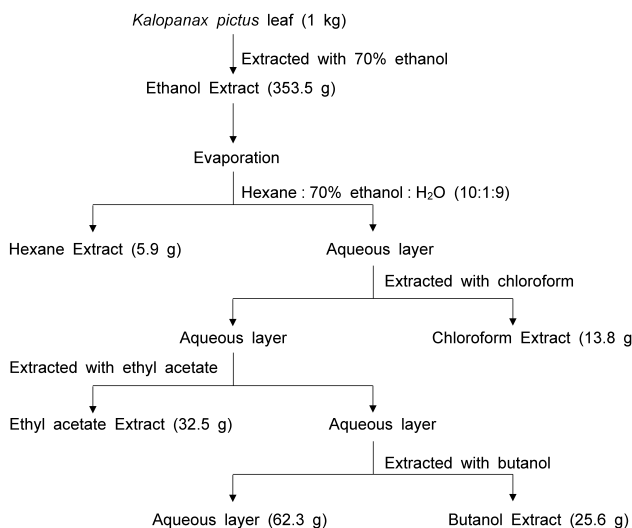 Kalopanax pictus leaf (1 kg)
Extracted with 70% ethanol
Ethanol Extract (353.5 g)
Evaporation
Hexane : 70% ethanol : H₂O (10:1:9)
Hexane Extract (5.9 g)
Aqueous layer
Extracted with chloroform
Aqueous layer
Chloroform Extract (13.8 g
Extracted with ethyl acetate
Ethyl acetate Extract (32.5 g)
Aqueous layer
Extracted with butanol
Aqueous layer (62.3 g)
Butanol Extract (25.6 g)